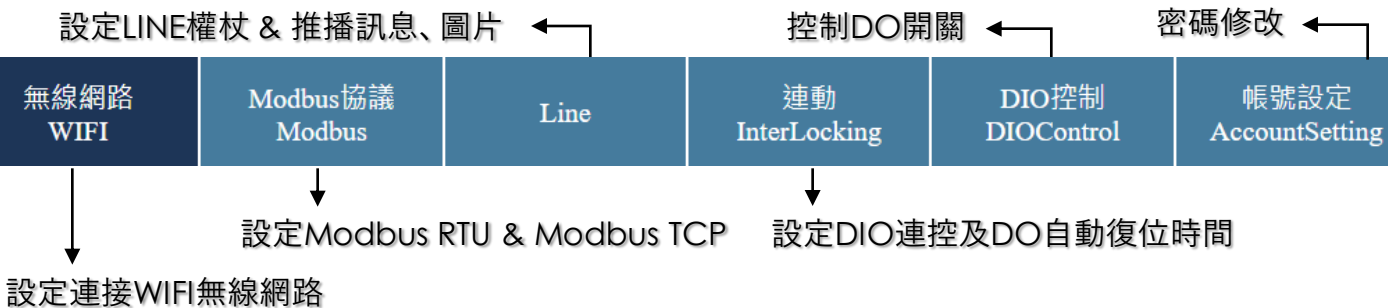 設定LINE權杖 & 推播訊息、圖片
控制DO開關
密碼修改
無線網路
WIFI
Modbus協議
Modbus
Line
連動
InterLocking
DIO控制
DIOControl
帳號設定
AccountSetting
設定Modbus RTU & Modbus TCP
設定DIO連控及DO自動復位時間
設定連接WIFI無線網路